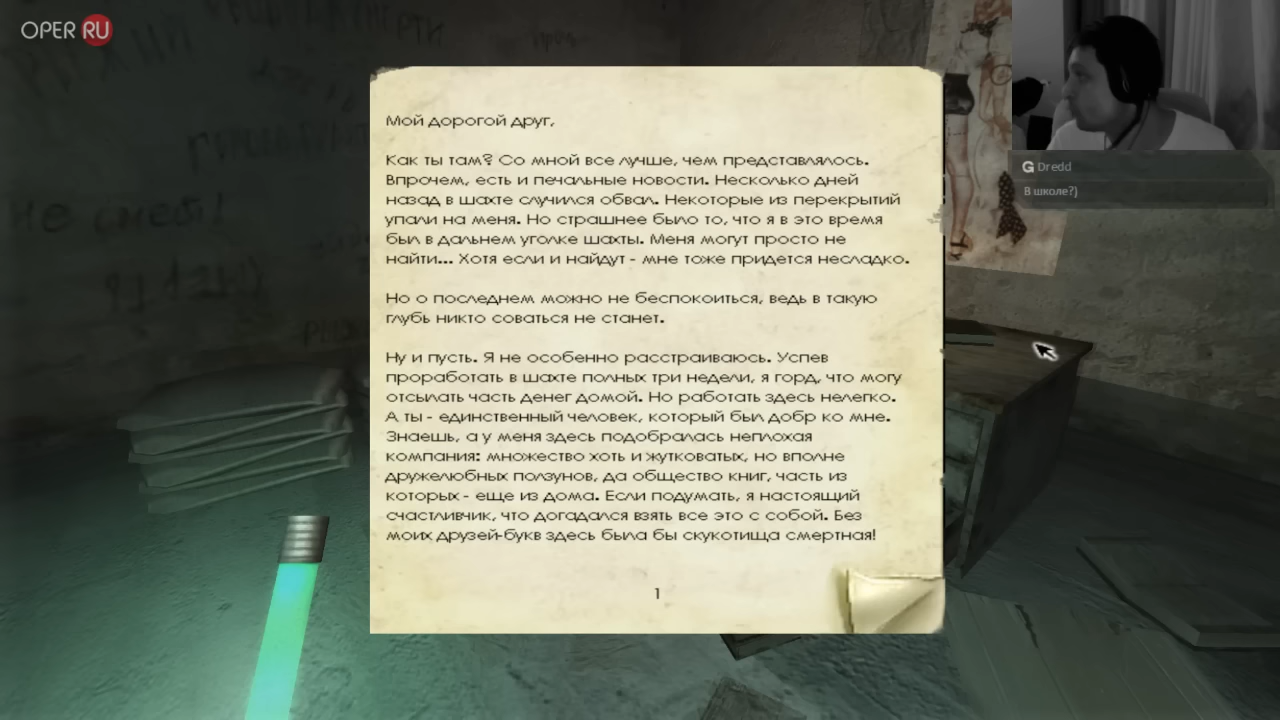 OPER RU
Мой дорогой друг,
Как ты там? Со мной все лучше, чем представлялось.
Впрочем, есть и печальные новости. Несколько дней
назад в шахте случился обвал. Некоторые из перекрытий
упали на меня. Но страшнее было то, что я в это время
был в дальнем уголке шахты. Меня могут просто не
найти... Хотя если и найдут - мне тоже придется несладко.
Но о последнем можно не беспокоиться, ведь в такую
глубь никто соваться не станет.
Ну и пусть. Я не особенно расстраиваюсь. Успев
проработать в шахте полных три недели, я горд, что могу
отсылать часть денег домой. Но работать здесь нелегко.
А ты - единственный человек, который был добр ко мне.
Знаешь, а у меня здесь подобралась неплохая
компания: множество хоть и жутковатых, но вполне
дружелюбных ползунов, да общество книг, часть из
которых - еще из дома. Если подумать, я настоящий
счастливчик, что догадался взять все это с собой. Без
моих друзей-букв здесь была бы скукотища смертная!
1
G Dredd
В школе?)
Не смей!